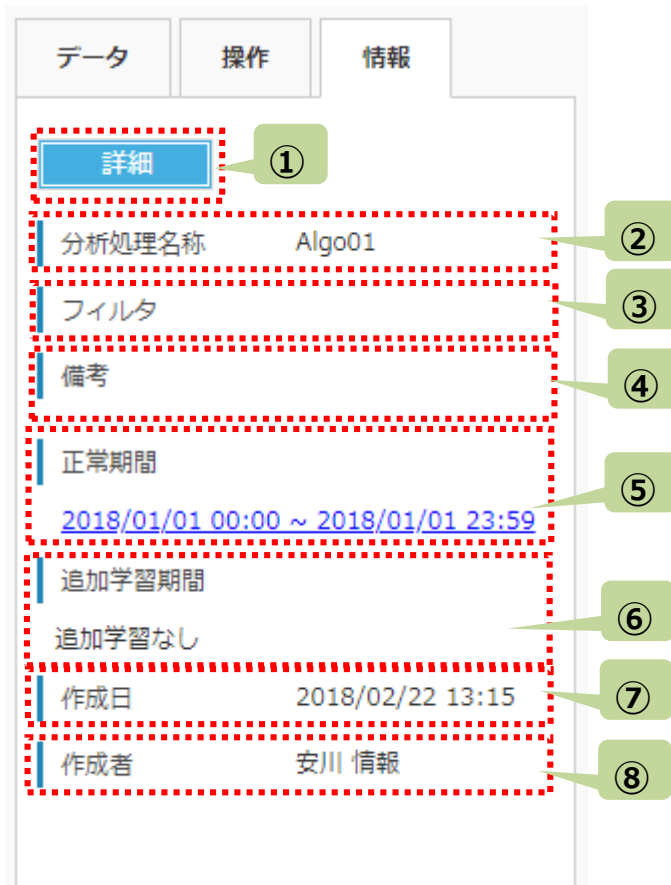 データ 操作 情報
詳細 ①
分析処理名称 Algo01 ②
フィルタ ③
備考 ④
正常期間
2018/01/01 00:00 ~ 2018/01/01 23:59 ⑤
追加学習期間
追加学習なし ⑥
作成日 2018/02/22 13:15 ⑦
作成者 安川 情報 ⑧